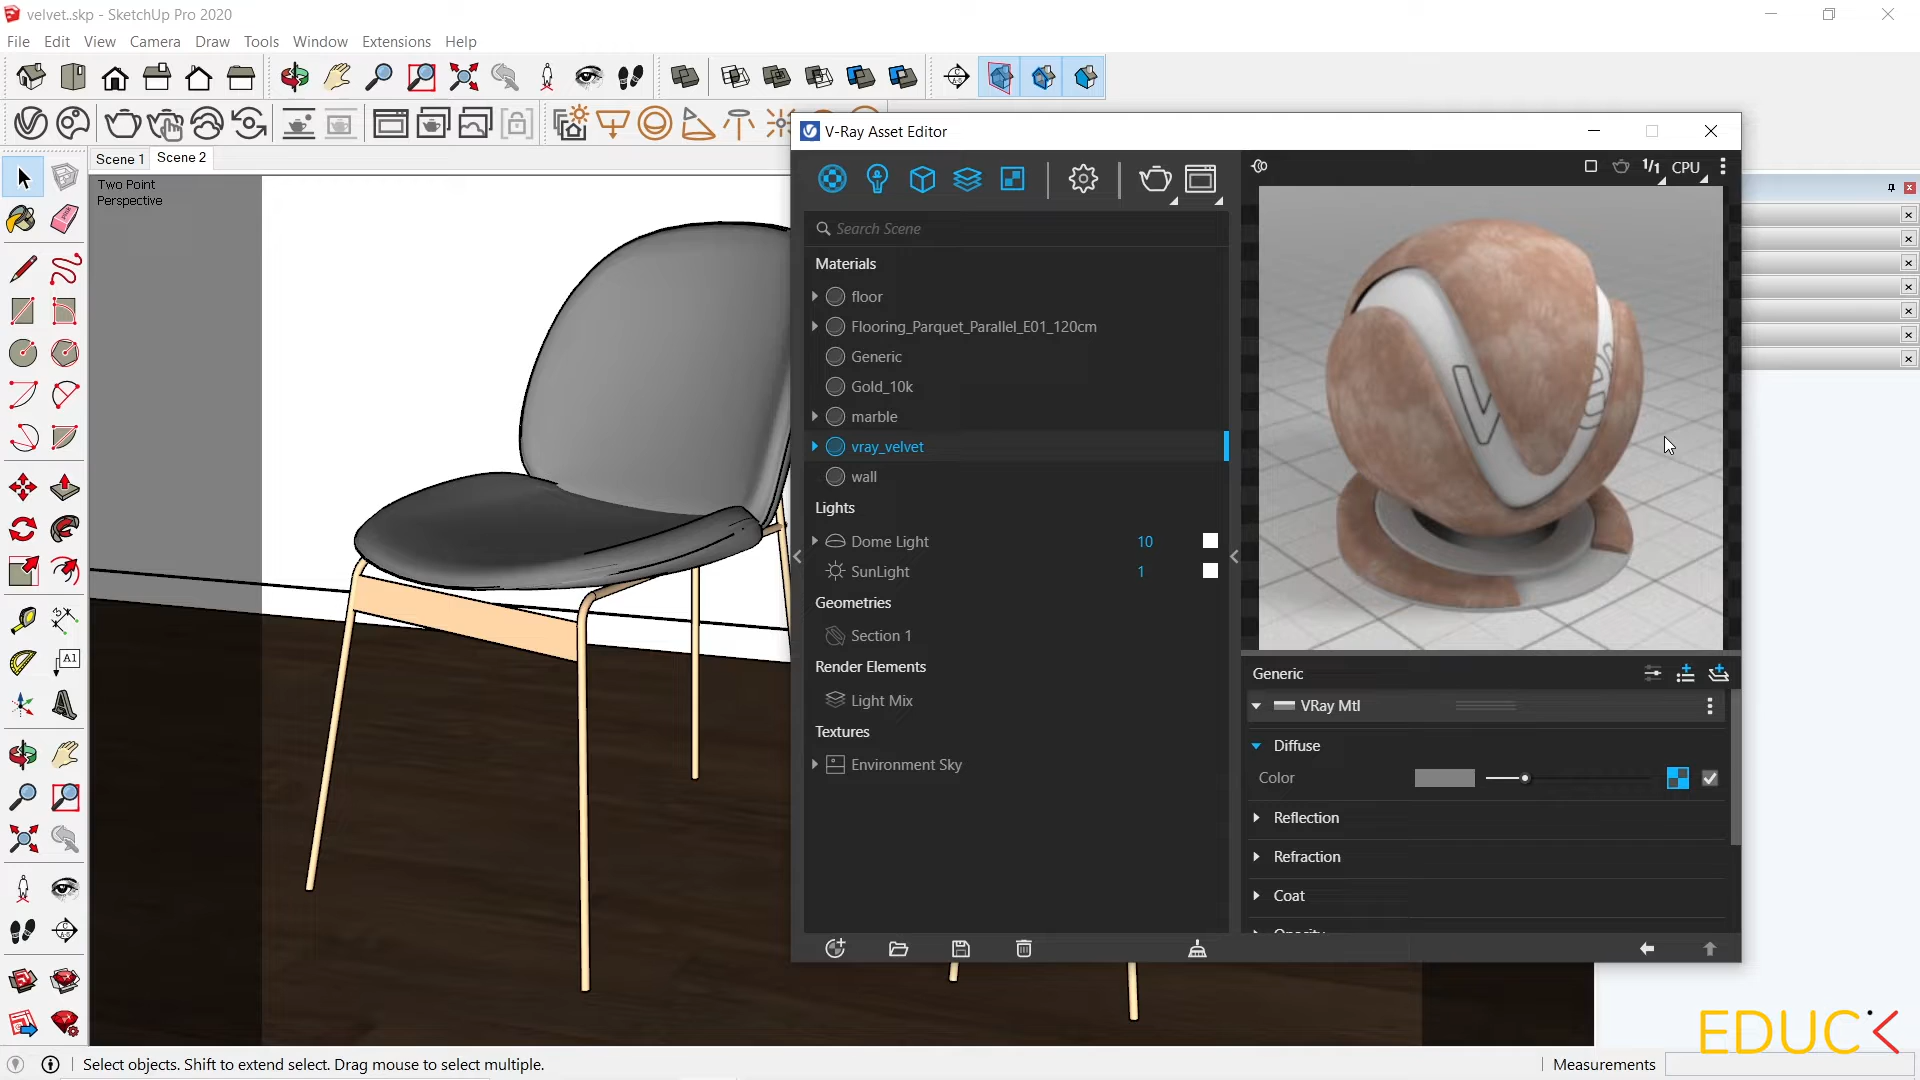 velvet..skp - SketchUp Pro 2020
File Edit View Camera Draw Tools Window Extensions Help
Scene 1 Scene 2
Two Point
Perspective
V-Ray Asset Editor
1/1 CPU
Search Scene
Materials
floor
Flooring_Parquet_Parallel_E01_120cm
Generic
Gold_10k
marble
vray_velvet
wall
Lights
Dome Light 10
SunLight 1
Geometries
Section 1
Render Elements
Light Mix
Textures
Environment Sky
Generic
VRay Mtl
Diffuse
Color
Reflection
Refraction
Coat
A1
EDUC
Select objects. Shift to extend select. Drag mouse to select multiple.
Measurements